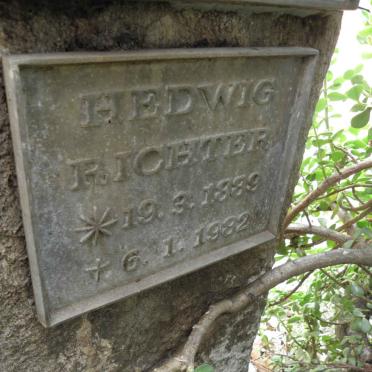 HEDWIG
RICHTER
* 19. 3. 1889
† 6. 1. 1982